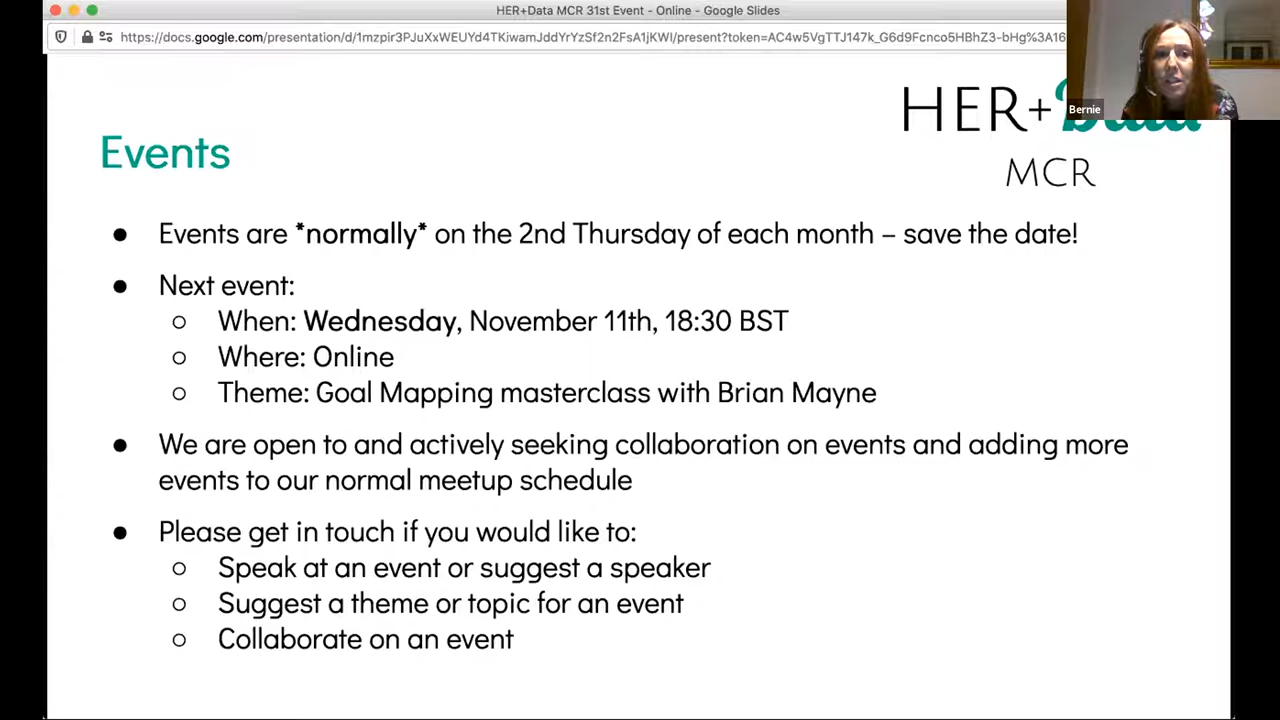 HER+Data MCR 31st Event - Online - Google Slides
https://docs.google.com/presentation/d/1mzpir3PJuXxWEUYd4TKiwamJddYrYzSf2n2FsA1jKWI/present?token=AC4w5VgTTJ147k_G6d9Fcnco5HBhZ3-bHg%3A16
Bernie
HER+Data
MCR
Events
● Events are *normally* on the 2nd Thursday of each month – save the date!
● Next event:
○ When: Wednesday, November 11th, 18:30 BST
○ Where: Online
○ Theme: Goal Mapping masterclass with Brian Mayne
● We are open to and actively seeking collaboration on events and adding more
events to our normal meetup schedule
● Please get in touch if you would like to:
○ Speak at an event or suggest a speaker
○ Suggest a theme or topic for an event
○ Collaborate on an event